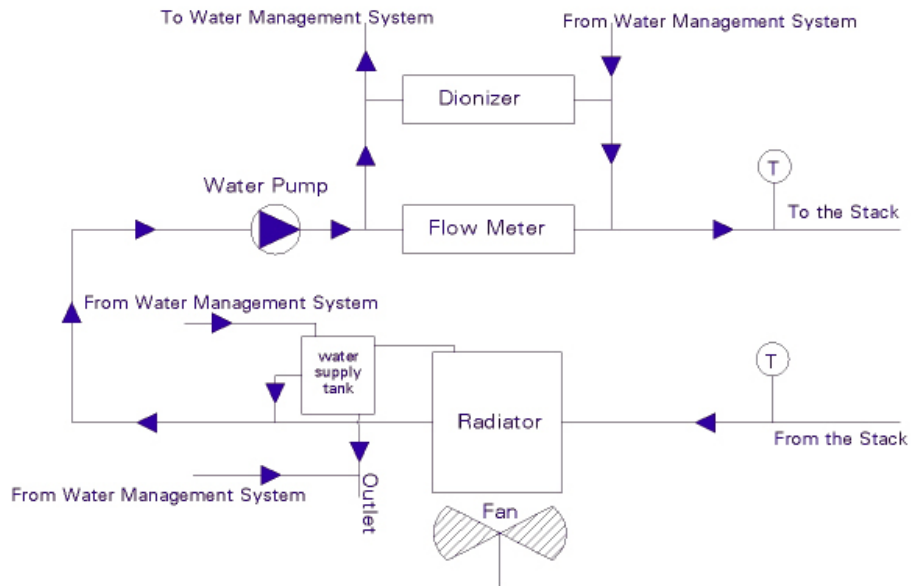 To Water Management System
From Water Management System
Dionizer
T
Water Pump
Flow Meter
To the Stack
From Water Management System
water
supply
tank
T
Radiator
From the Stack
From Water Management System
Outlet
Fan